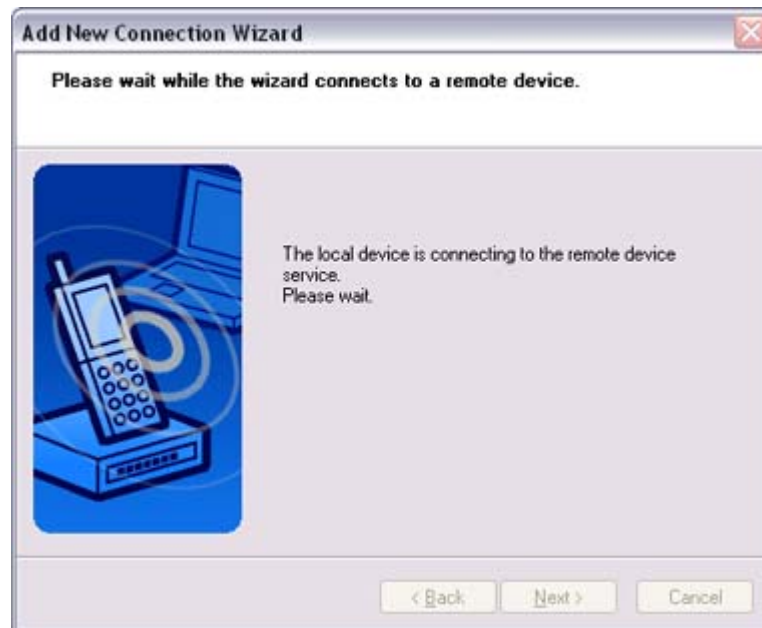 Add New Connection Wizard
Please wait while the wizard connects to a remote device.
The local device is connecting to the remote device
service.
Please wait.
< Back Next > Cancel